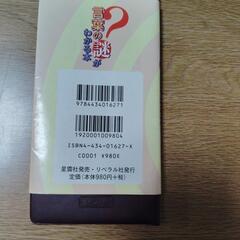 言葉の謎が
?
わかる本
9784434016271
1920001009804
ISBN4-434-01627-X
C0001 ¥980E
星雲社発売・リベラル社発行
定価(本体980円+税)